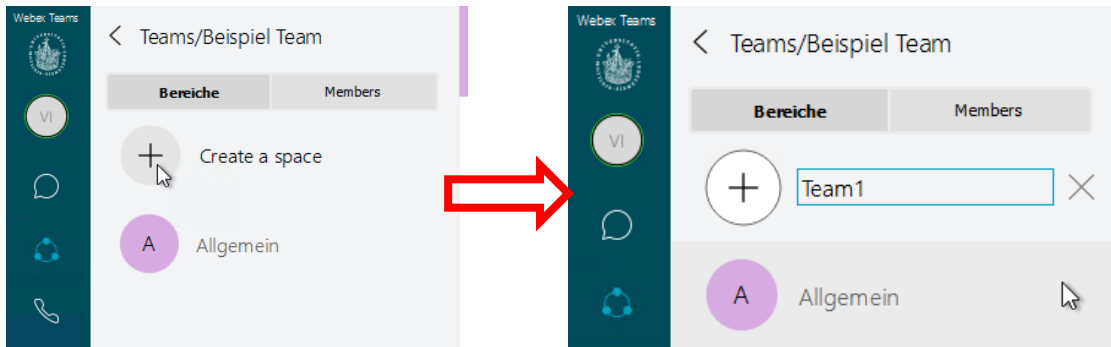 Webex Teams
Teams/Beispiel Team
Bereiche Members
VI
Create a space
A Allgemein
Webex Teams
Teams/Beispiel Team
Bereiche Members
VI
Team1
A Allgemein